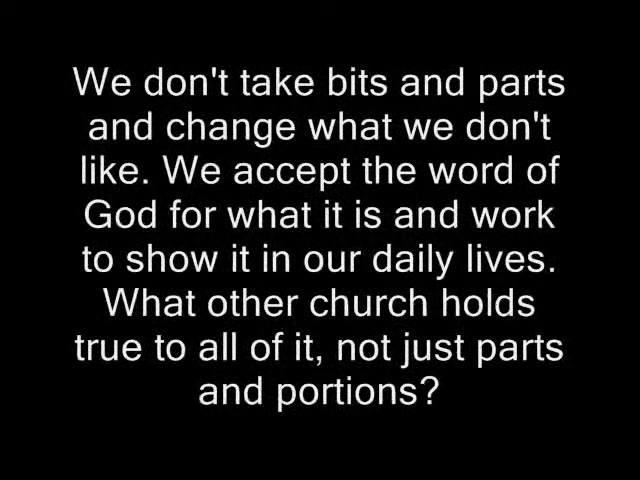 We don't take bits and parts
and change what we don't
like. We accept the word of
God for what it is and work
to show it in our daily lives.
What other church holds
true to all of it, not just parts
and portions?